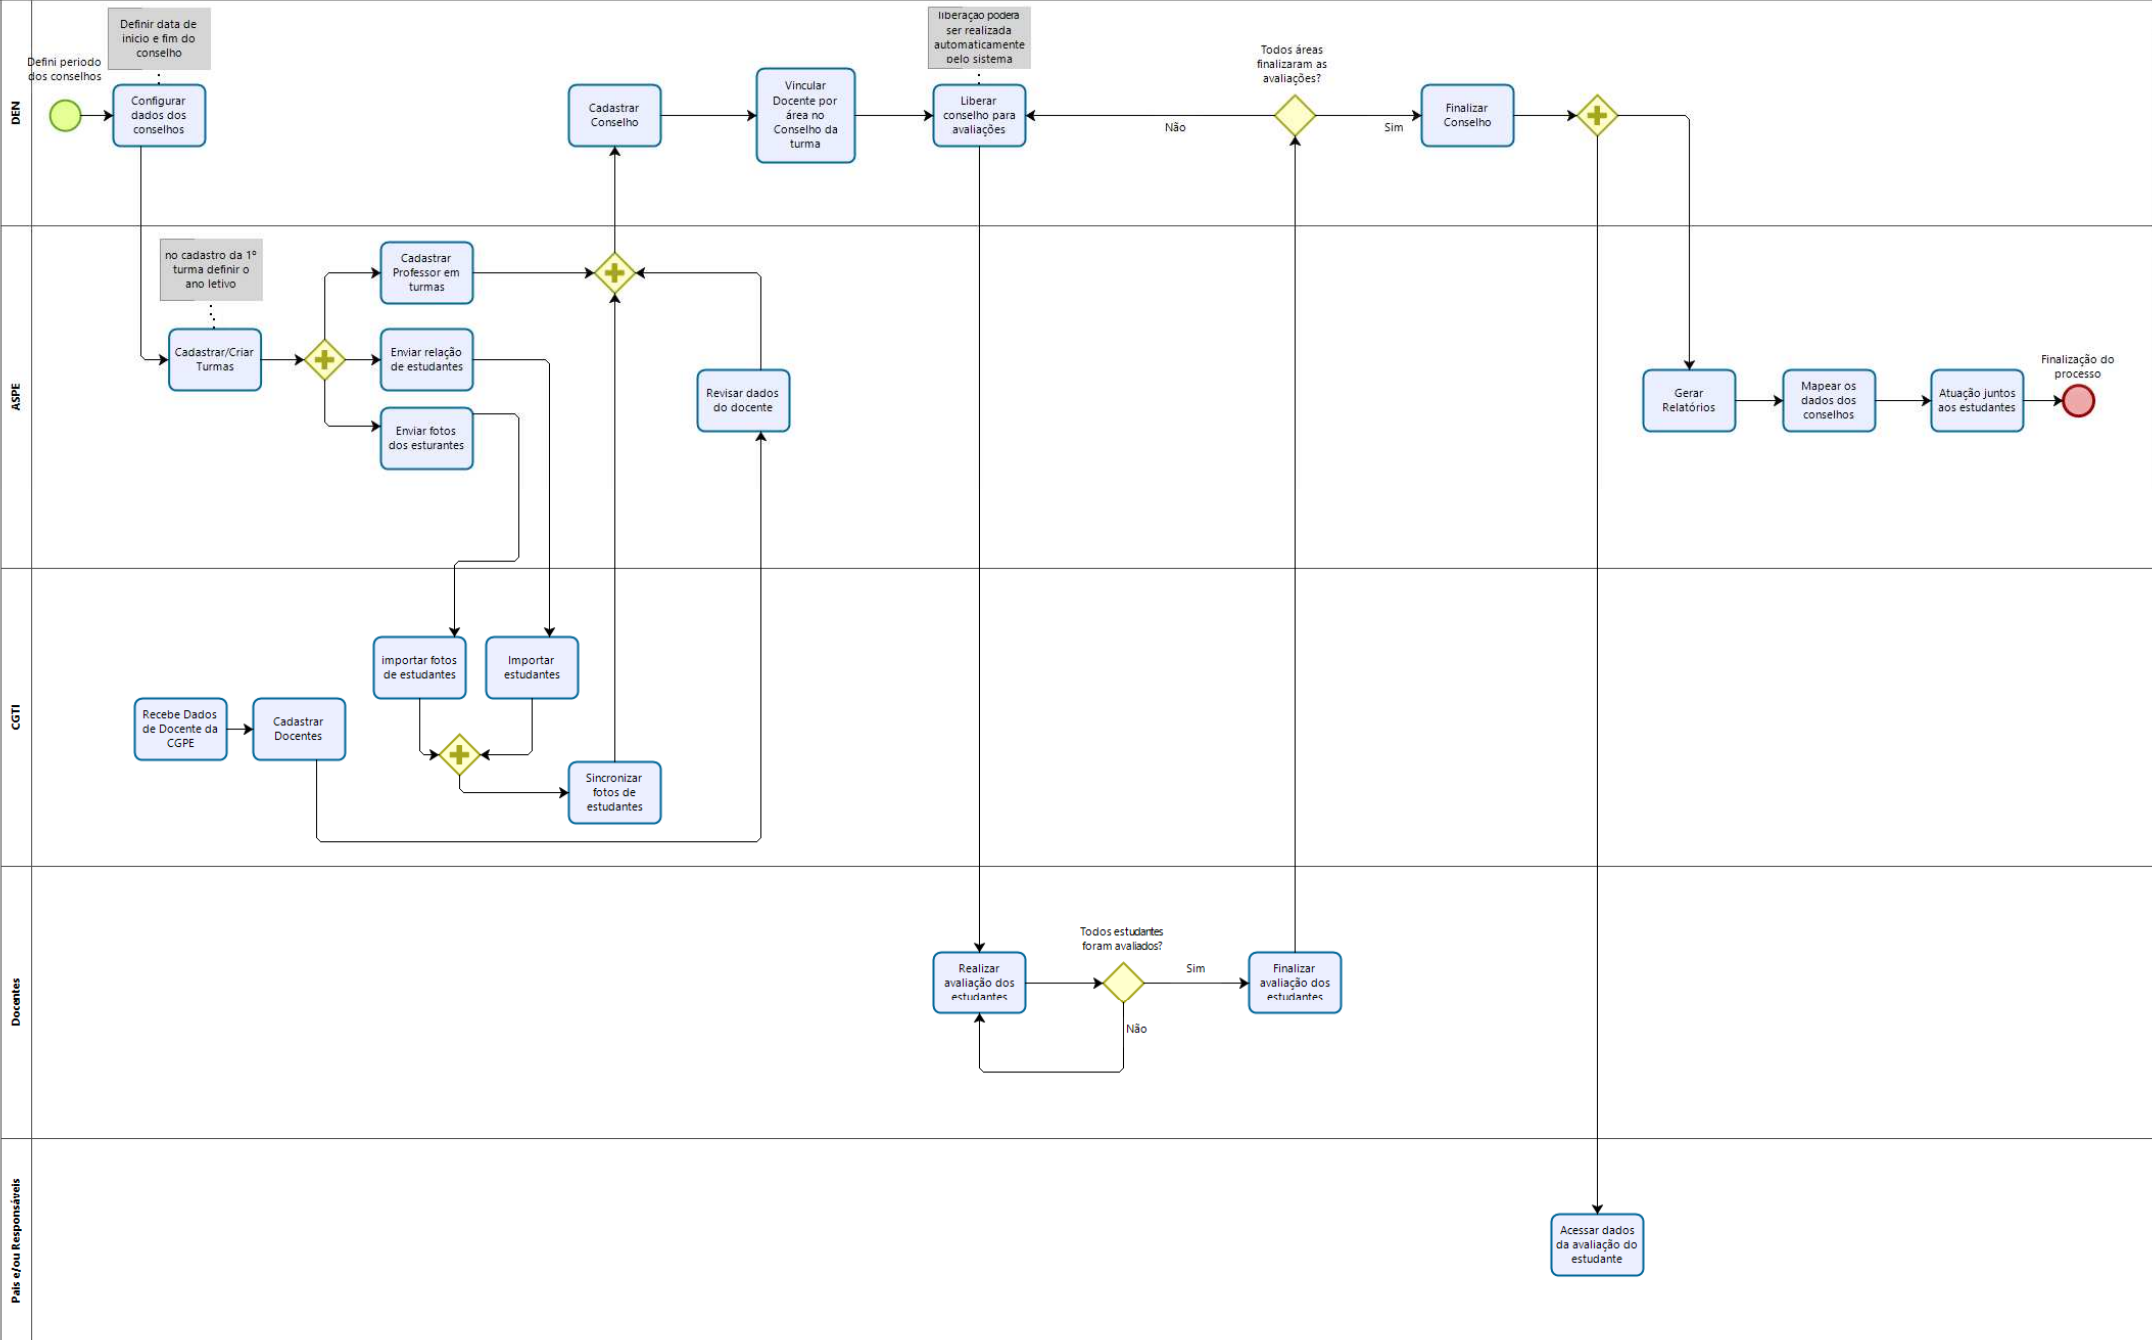 DEN
Defini periodo
dos conselhos
Definir data de
inicio e fim do
conselho
Configurar
dados dos
conselhos
Cadastrar
Conselho
Vincular
Docente por
área no
Conselho da
turma
liberação poderá
ser realizada
automaticamente
pelo sistema
Liberar
conselho para
avaliações
Não
Todos áreas
finalizaram as
avaliações?
Sim
Finalizar
Conselho
ASPE
no cadastro da 1º
turma definir o
ano letivo
Cadastrar/Criar
Turmas
Cadastrar
Professor em
turmas
Enviar relação
de estudantes
Enviar fotos
dos esturantes
Revisar dados
do docente
Gerar
Relatórios
Mapear os
dados dos
conselhos
Atuação juntos
aos estudantes
Finalização do
processo
CGTI
Recebe Dados
de Docente da
CGPE
Cadastrar
Docentes
importar fotos
de estudantes
Importar
estudantes
Sincronizar
fotos de
estudantes
Docentes
Realizar
avaliação dos
estudantes
Todos estudantes
foram avaliados?
Sim
Não
Finalizar
avaliação dos
estudantes
Pais e/ou Responsáveis
Acessar dados
da avaliação do
estudante